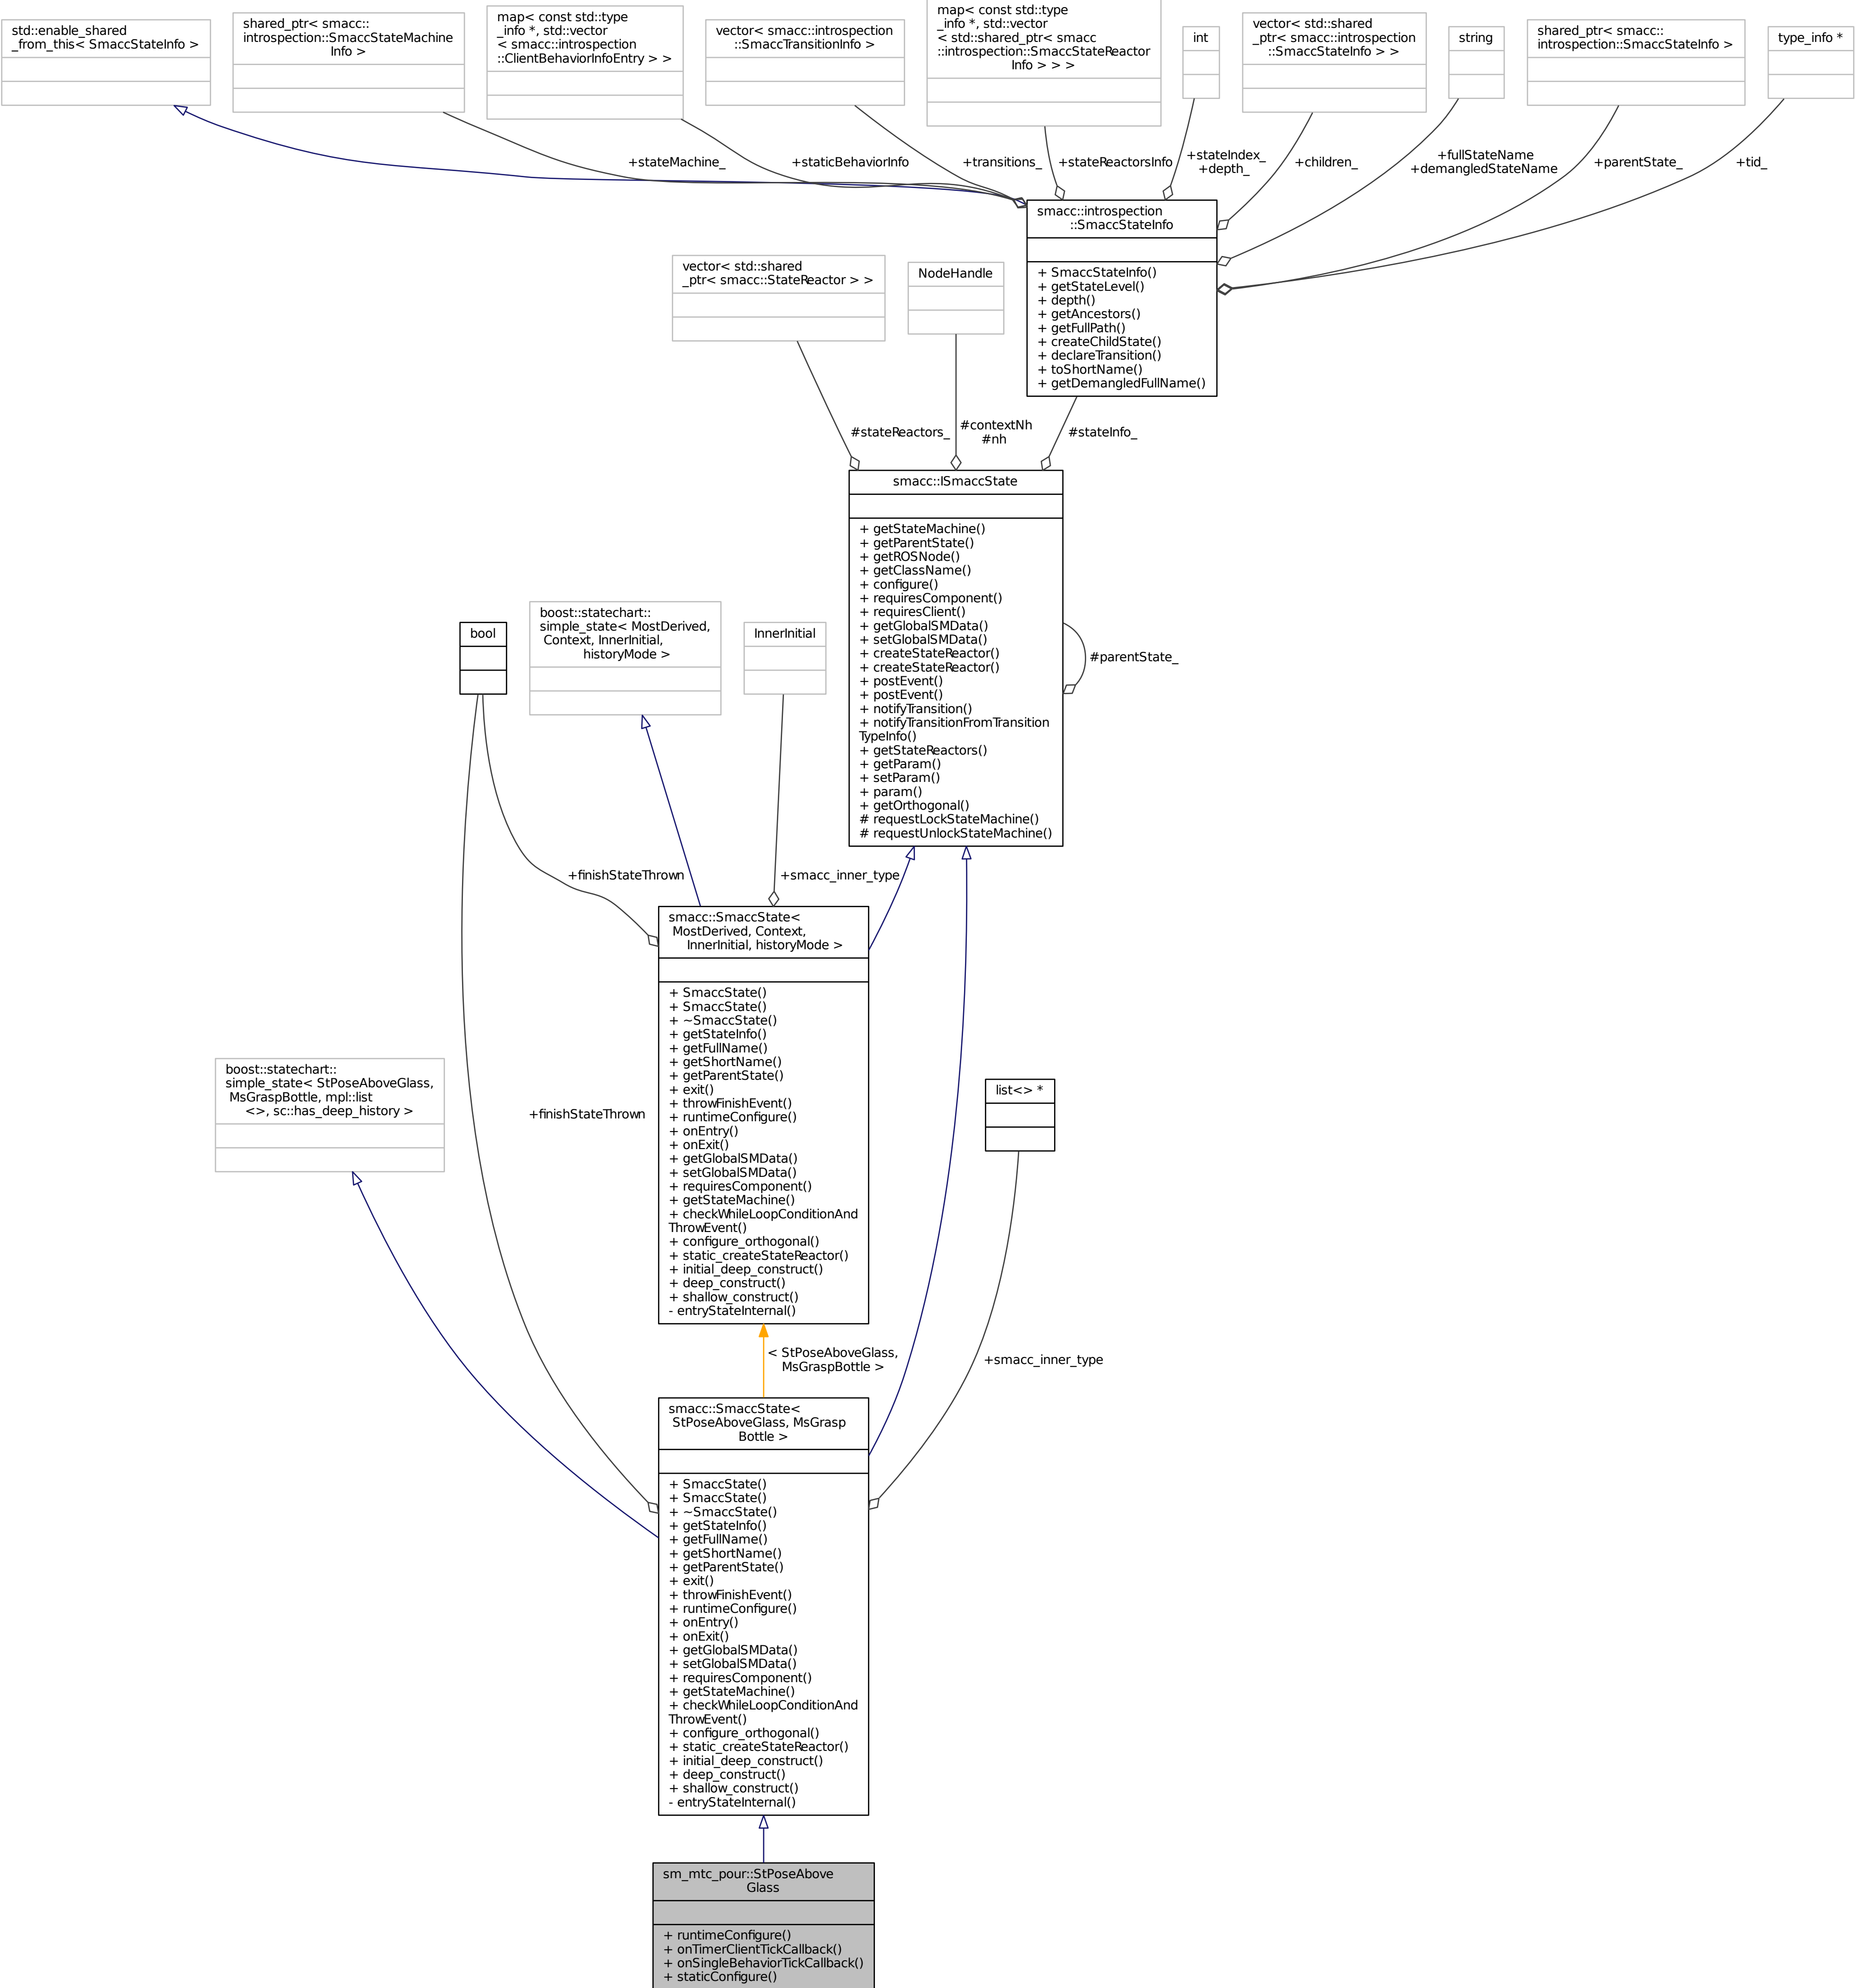 std::enable_shared
_from_this< SmaccStateInfo >
shared_ptr< smacc::
introspection::SmaccStateMachine
Info >
map< const std::type
_info *, std::vector
< smacc::introspection
::ClientBehaviorInfoEntry > >
vector< smacc::introspection
::SmaccTransitionInfo >
map< const std::type
_info *, std::vector
< std::shared_ptr< smacc
::introspection::SmaccStateReactor
Info > > >
int
vector< std::shared
_ptr< smacc::introspection
::SmaccStateInfo > >
string
shared_ptr< smacc::
introspection::SmaccStateInfo >
type_info *
+stateMachine_
+staticBehaviorInfo
+transitions_
+stateReactorsInfo
+stateIndex_
+depth_
+children_
+fullStateName
+demangledStateName
+parentState_
+tid_
smacc::introspection
::SmaccStateInfo
+ SmaccStateInfo()
+ getStateLevel()
+ depth()
+ getAncestors()
+ getFullPath()
+ createChildState()
+ declareTransition()
+ toShortName()
+ getDemangledFullName()
vector< std::shared
_ptr< smacc::StateReactor > >
NodeHandle
#stateReactors_
#contextNh
#nh
#stateInfo_
smacc::ISmaccState
+ getStateMachine()
+ getParentState()
+ getROSNode()
+ getClassName()
+ configure()
+ requiresComponent()
+ requiresClient()
+ getGlobalSMData()
+ setGlobalSMData()
+ createStateReactor()
+ createStateReactor()
+ postEvent()
+ postEvent()
+ notifyTransition()
+ notifyTransitionFromTransition
TypeInfo()
+ getStateReactors()
+ getParam()
+ setParam()
+ param()
+ getOrthogonal()
# requestLockStateMachine()
# requestUnlockStateMachine()
#parentState_
bool
boost::statechart::
simple_state< MostDerived,
Context, InnerInitial,
historyMode >
InnerInitial
+finishStateThrown
+smacc_inner_type
smacc::SmaccState<
MostDerived, Context,
InnerInitial, historyMode >
+ SmaccState()
+ SmaccState()
+ ~SmaccState()
+ getStateInfo()
+ getFullName()
+ getShortName()
+ getParentState()
+ exit()
+ throwFinishEvent()
+ runtimeConfigure()
+ onEntry()
+ onExit()
+ getGlobalSMData()
+ setGlobalSMData()
+ requiresComponent()
+ getStateMachine()
+ checkWhileLoopConditionAnd
ThrowEvent()
+ configure_orthogonal()
+ static_createStateReactor()
+ initial_deep_construct()
+ deep_construct()
+ shallow_construct()
- entryStateInternal()
boost::statechart::
simple_state< StPoseAboveGlass,
MsGraspBottle, mpl::list
<>, sc::has_deep_history >
+finishStateThrown
list<> *
< StPoseAboveGlass,
MsGraspBottle >
+smacc_inner_type
smacc::SmaccState<
StPoseAboveGlass, MsGrasp
Bottle >
+ SmaccState()
+ SmaccState()
+ ~SmaccState()
+ getStateInfo()
+ getFullName()
+ getShortName()
+ getParentState()
+ exit()
+ throwFinishEvent()
+ runtimeConfigure()
+ onEntry()
+ onExit()
+ getGlobalSMData()
+ setGlobalSMData()
+ requiresComponent()
+ getStateMachine()
+ checkWhileLoopConditionAnd
ThrowEvent()
+ configure_orthogonal()
+ static_createStateReactor()
+ initial_deep_construct()
+ deep_construct()
+ shallow_construct()
- entryStateInternal()
sm_mtc_pour::StPoseAbove
Glass
+ runtimeConfigure()
+ onTimerClientTickCallback()
+ onSingleBehaviorTickCallback()
+ staticConfigure()